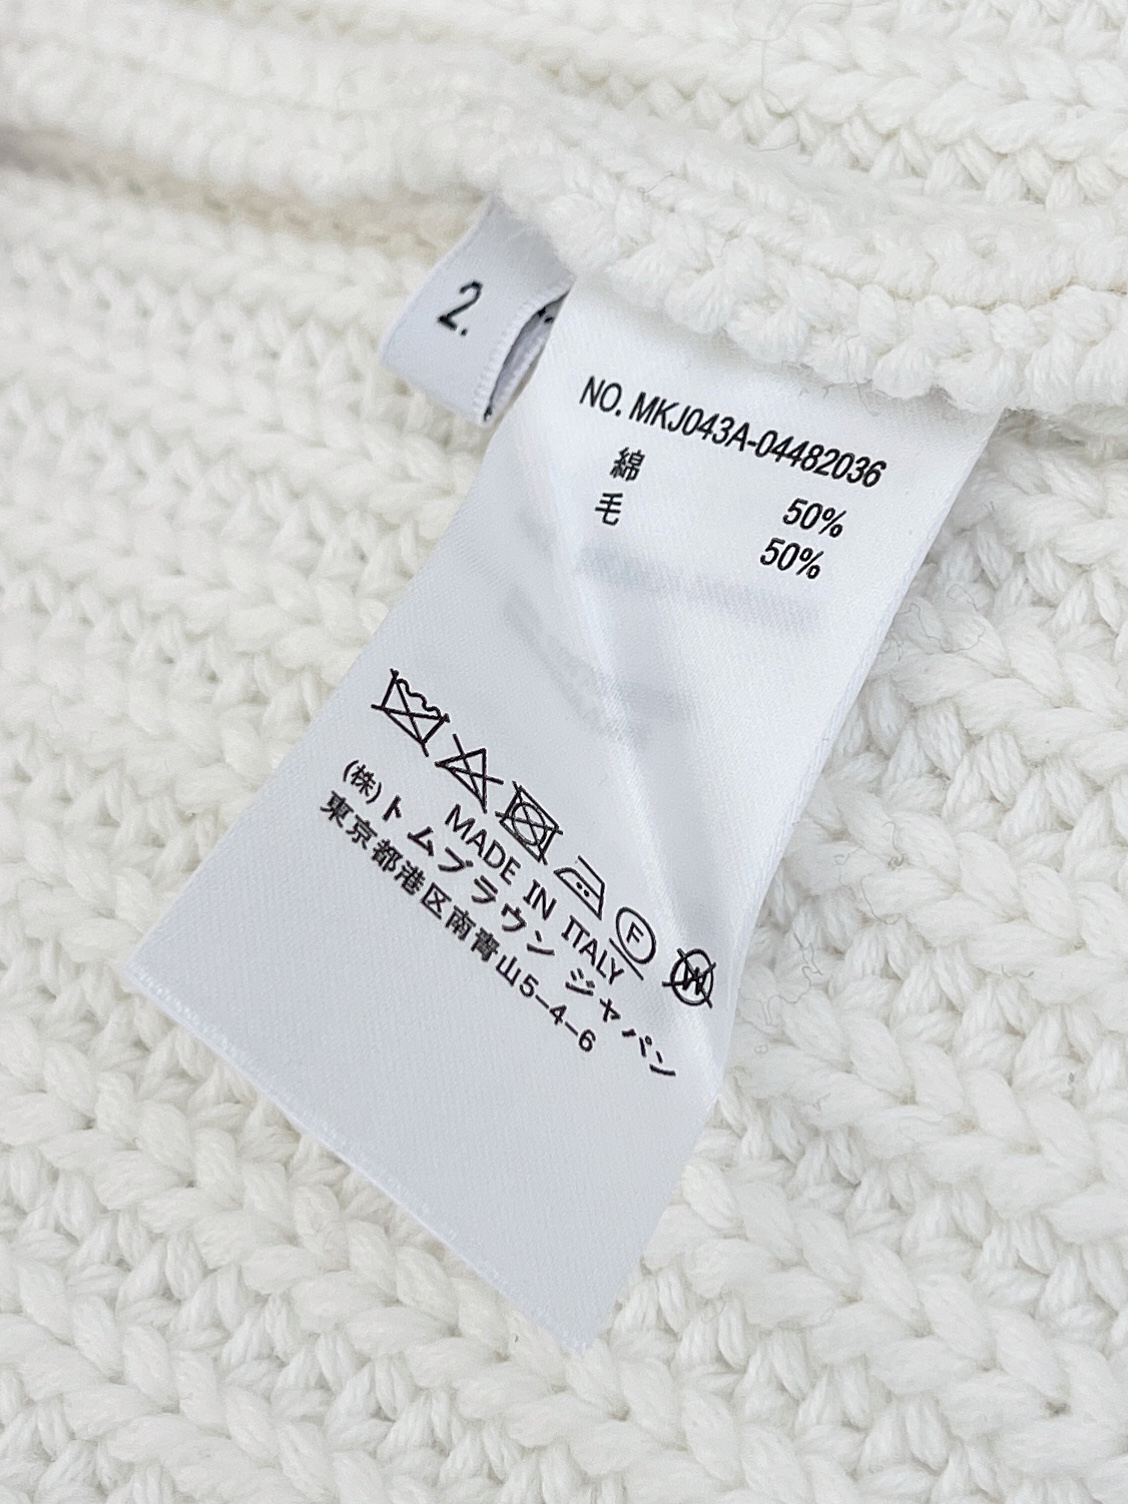 2.
NO. MKJ043A-04482036
綿 50%
毛 50%
F
W
MADE IN ITALY
(株)トムブラウン ジャパン
東京都港区南青山5-4-6